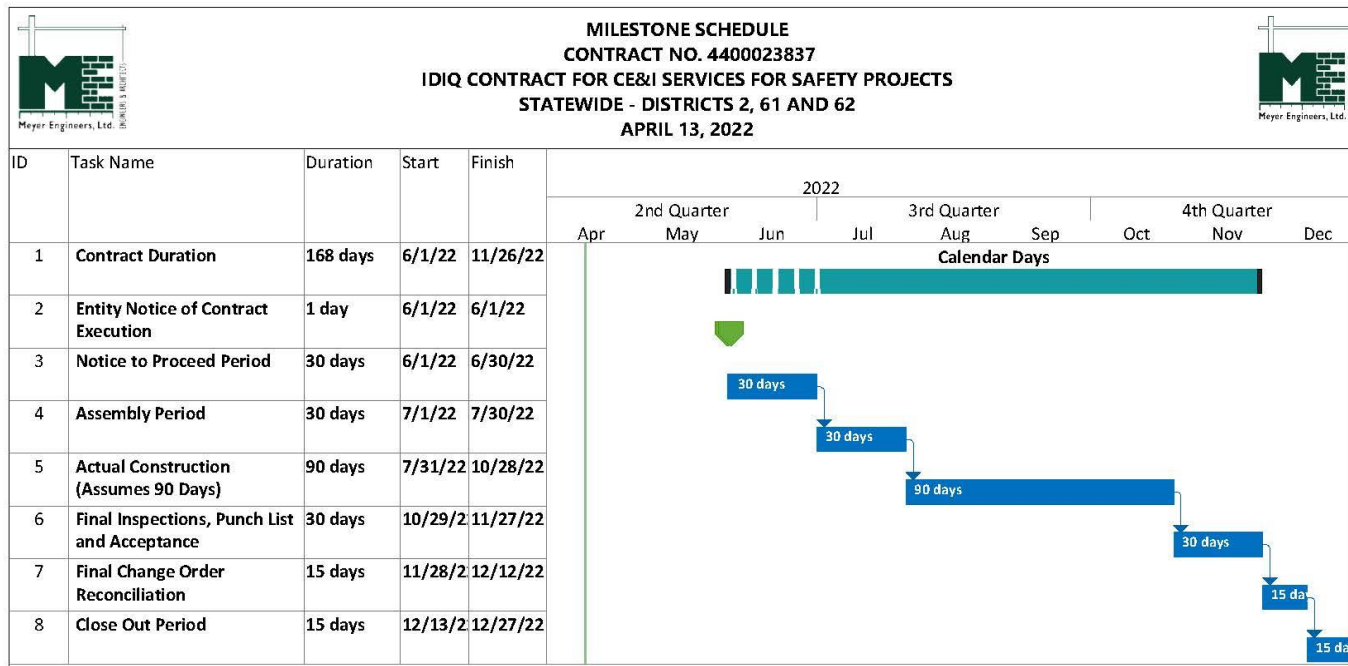 MILESTONE SCHEDULE
CONTRACT NO. 4400023837
IDIQ CONTRACT FOR CE&I SERVICES FOR SAFETY PROJECTS
STATEWIDE - DISTRICTS 2, 61 AND 62
APRIL 13, 2022
ME
Meyer Engineers, Ltd.
ENGINEERS & ARCHITECTS
ME
Meyer Engineers, Ltd.
ID Task Name Duration Start Finish
2022
2nd Quarter 3rd Quarter 4th Quarter
Apr May Jun Jul Aug Sep Oct Nov Dec
1 Contract Duration 168 days 6/1/22 11/26/22
Calendar Days
2 Entity Notice of Contract 1 day 6/1/22 6/1/22
Execution
3 Notice to Proceed Period 30 days 6/1/22 6/30/22
30 days
4 Assembly Period 30 days 7/1/22 7/30/22
30 days
5 Actual Construction 90 days 7/31/22 10/28/22
(Assumes 90 Days)
90 days
6 Final Inspections, Punch List 30 days 10/29/2 11/27/22
and Acceptance
30 days
7 Final Change Order 15 days 11/28/2 12/12/22
Reconciliation
15 da
8 Close Out Period 15 days 12/13/2 12/27/22
15 da